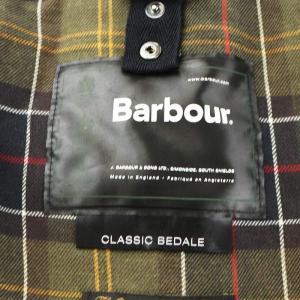 www.barbour.com
Barbour.
J. BARBOUR & SONS LTD., SIMONSIDE, SOUTH SHIELDS
Made in England - Fabriqué en Angleterre
CLASSIC BEDALE